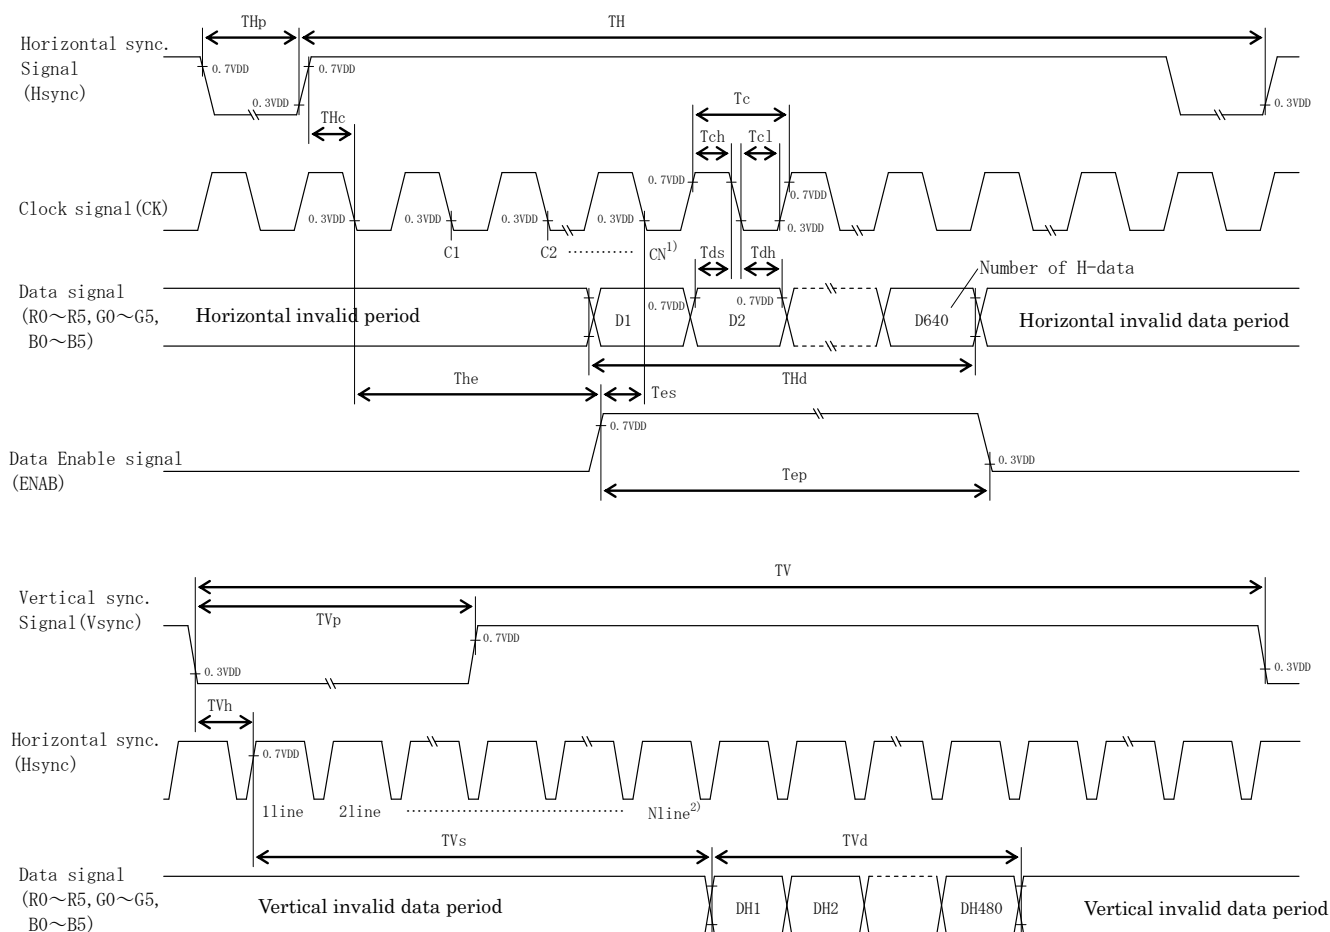 THp
TH
Horizontal sync.
Signal
(Hsync)
0.7VDD
0.7VDD
0.3VDD
0.3VDD
THc
Tc
Tch
Tcl
Clock signal(CK)
0.7VDD
0.7VDD
0.3VDD
0.3VDD
0.3VDD
0.3VDD
0.3VDD
C1
C2
············
CN1)
Tds
Tdh
Number of H-data
Data signal
(R0~R5,G0~G5,
B0~B5)
Horizontal invalid period
0.7VDD
0.7VDD
D1
D2
D640
Horizontal invalid data period
The
Tes
THd
0.7VDD
Data Enable signal
(ENAB)
0.3VDD
Tep
TV
Vertical sync.
Signal(Vsync)
TVp
0.7VDD
0.3VDD
0.3VDD
TVh
Horizontal sync.
(Hsync)
0.7VDD
1line
2line
········································
Nline2)
TVs
TVd
Data signal
(R0~R5,G0~G5,
B0~B5)
Vertical invalid data period
DH1
DH2
DH480
Vertical invalid data period